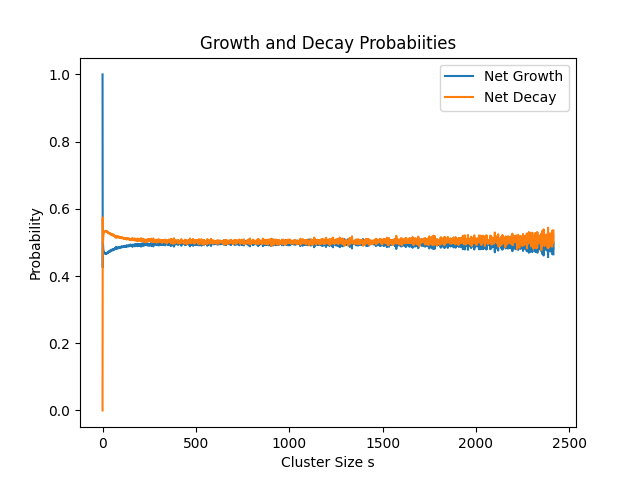 Growth and Decay Probabiities
Net Growth
Net Decay
1.0
0.8
0.6
0.4
0.2
0.0
Probability
0
500
1000
1500
2000
2500
Cluster Size s